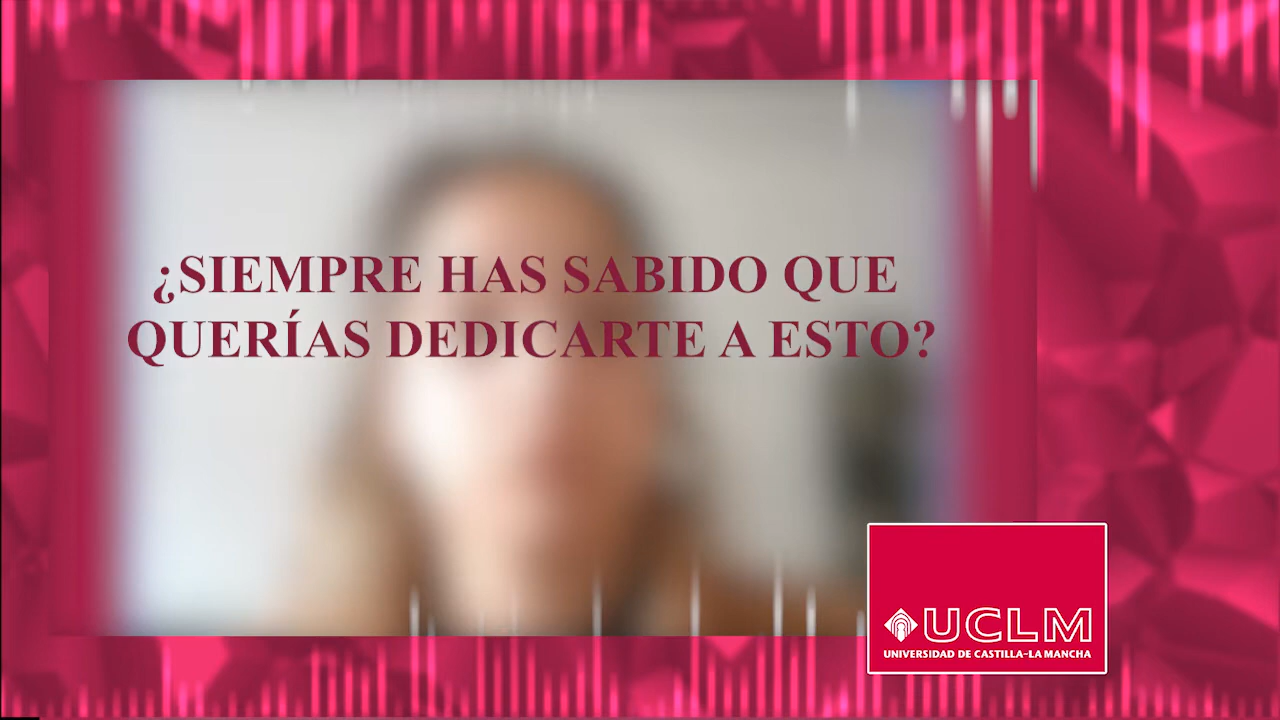 ¿SIEMPRE HAS SABIDO QUE
QUERÍAS DEDICARTE A ESTO?
UCLM
UNIVERSIDAD DE CASTILLA-LA MANCHA